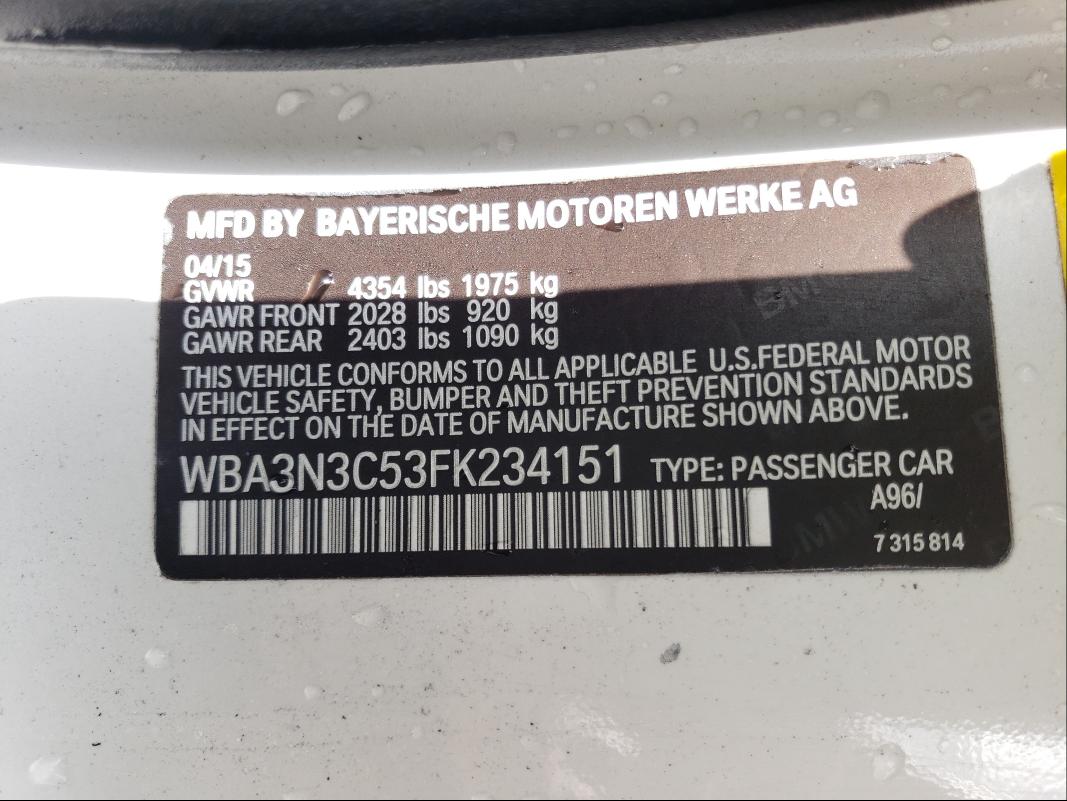 MFD BY BAYERISCHE MOTOREN WERKE AG
04/15
GVWR 4354 lbs 1975 kg
GAWR FRONT 2028 lbs 920 kg
GAWR REAR 2403 lbs 1090 kg
THIS VEHICLE CONFORMS TO ALL APPLICABLE U.S.FEDERAL MOTOR
VEHICLE SAFETY, BUMPER AND THEFT PREVENTION STANDARDS
IN EFFECT ON THE DATE OF MANUFACTURE SHOWN ABOVE.
WBA3N3C53FK234151 TYPE: PASSENGER CAR
A96/
7 315 814